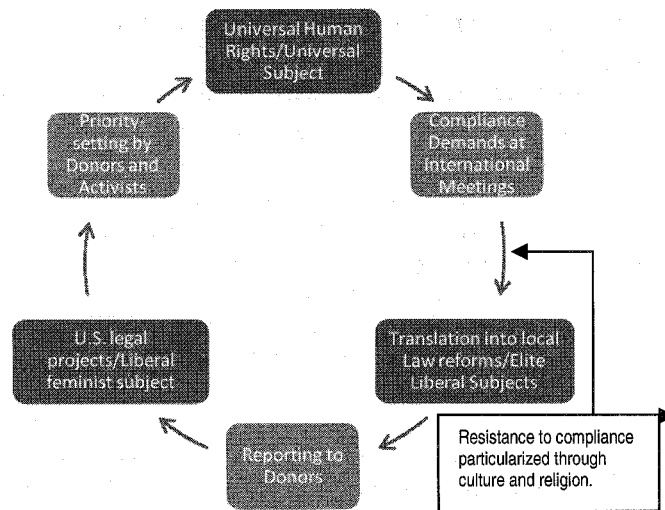 Universal Human
Rights/Universal
Subject
Compliance
Demands at
International
Meetings
Translation into local
Law reforms/Elite
Liberal Subjects
Resistance to compliance
particularized through
culture and religion.
Reporting to
Donors
U.S. legal
projects/Liberal
feminist subject
Priority-
setting by
Donors and
Activists